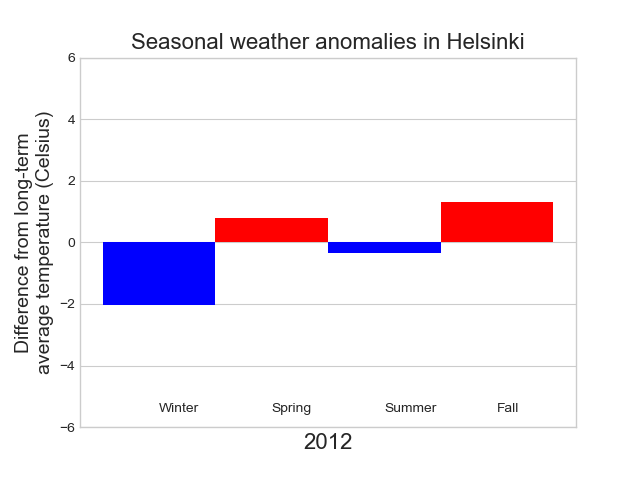 Seasonal weather anomalies in Helsinki
Difference from long-term
average temperature (Celsius)
6
4
2
0
−2
−4
−6
Winter
Spring
Summer
Fall
2012